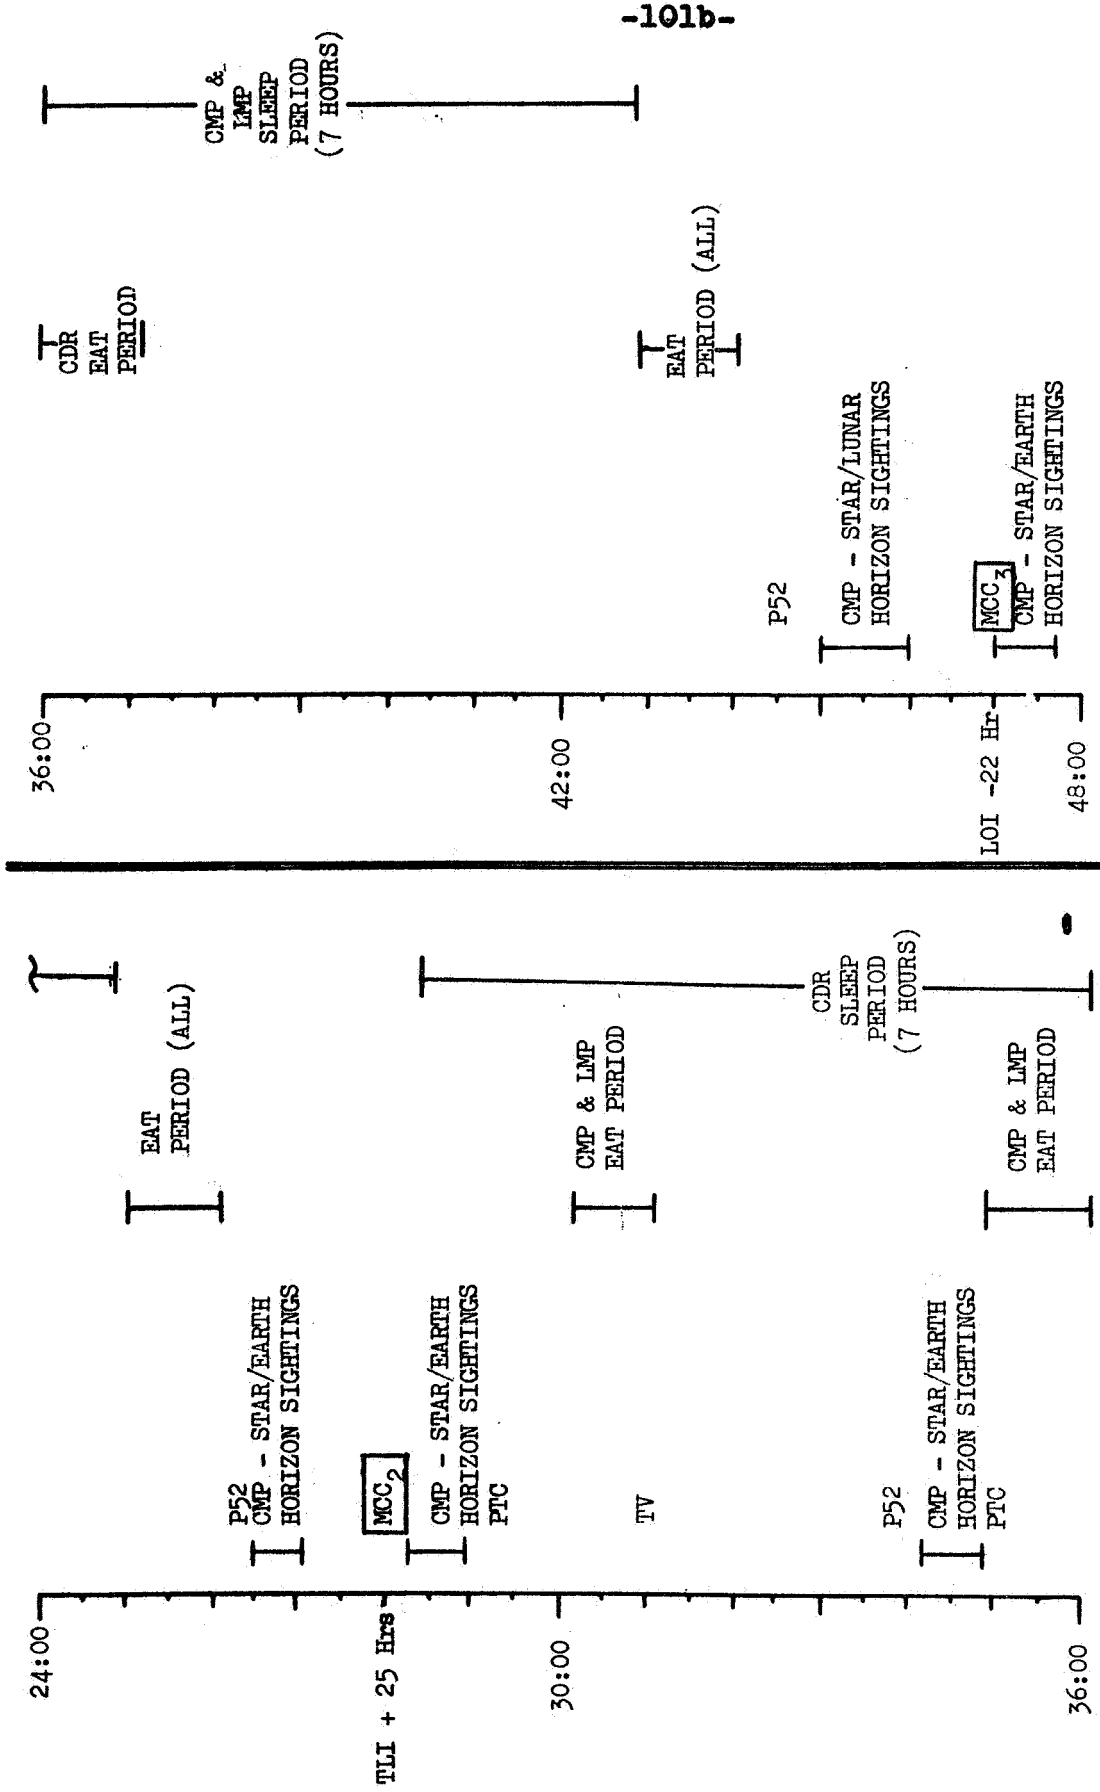 -101b-
24:00
TLI + 25 Hrs
30:00
36:00
P52
CMP - STAR/EARTH
HORIZON SIGHTINGS
MCC2
CMP - STAR/EARTH
HORIZON SIGHTINGS
PTC
TV
P52
CMP - STAR/EARTH
HORIZON SIGHTINGS
PTC
EAT
PERIOD (ALL)
CMP & LMP
EAT PERIOD
CMP & LMP
EAT PERIOD
CDR
SLEEP
PERIOD
(7 HOURS)
36:00
42:00
LOI -22 Hr
48:00
P52
CMP - STAR/LUNAR
HORIZON SIGHTINGS
MCC3
CMP - STAR/EARTH
HORIZON SIGHTINGS
CDR
EAT
PERIOD
EAT
PERIOD (ALL)
CMP &
LMP
SLEEP
PERIOD
(7 HOURS)